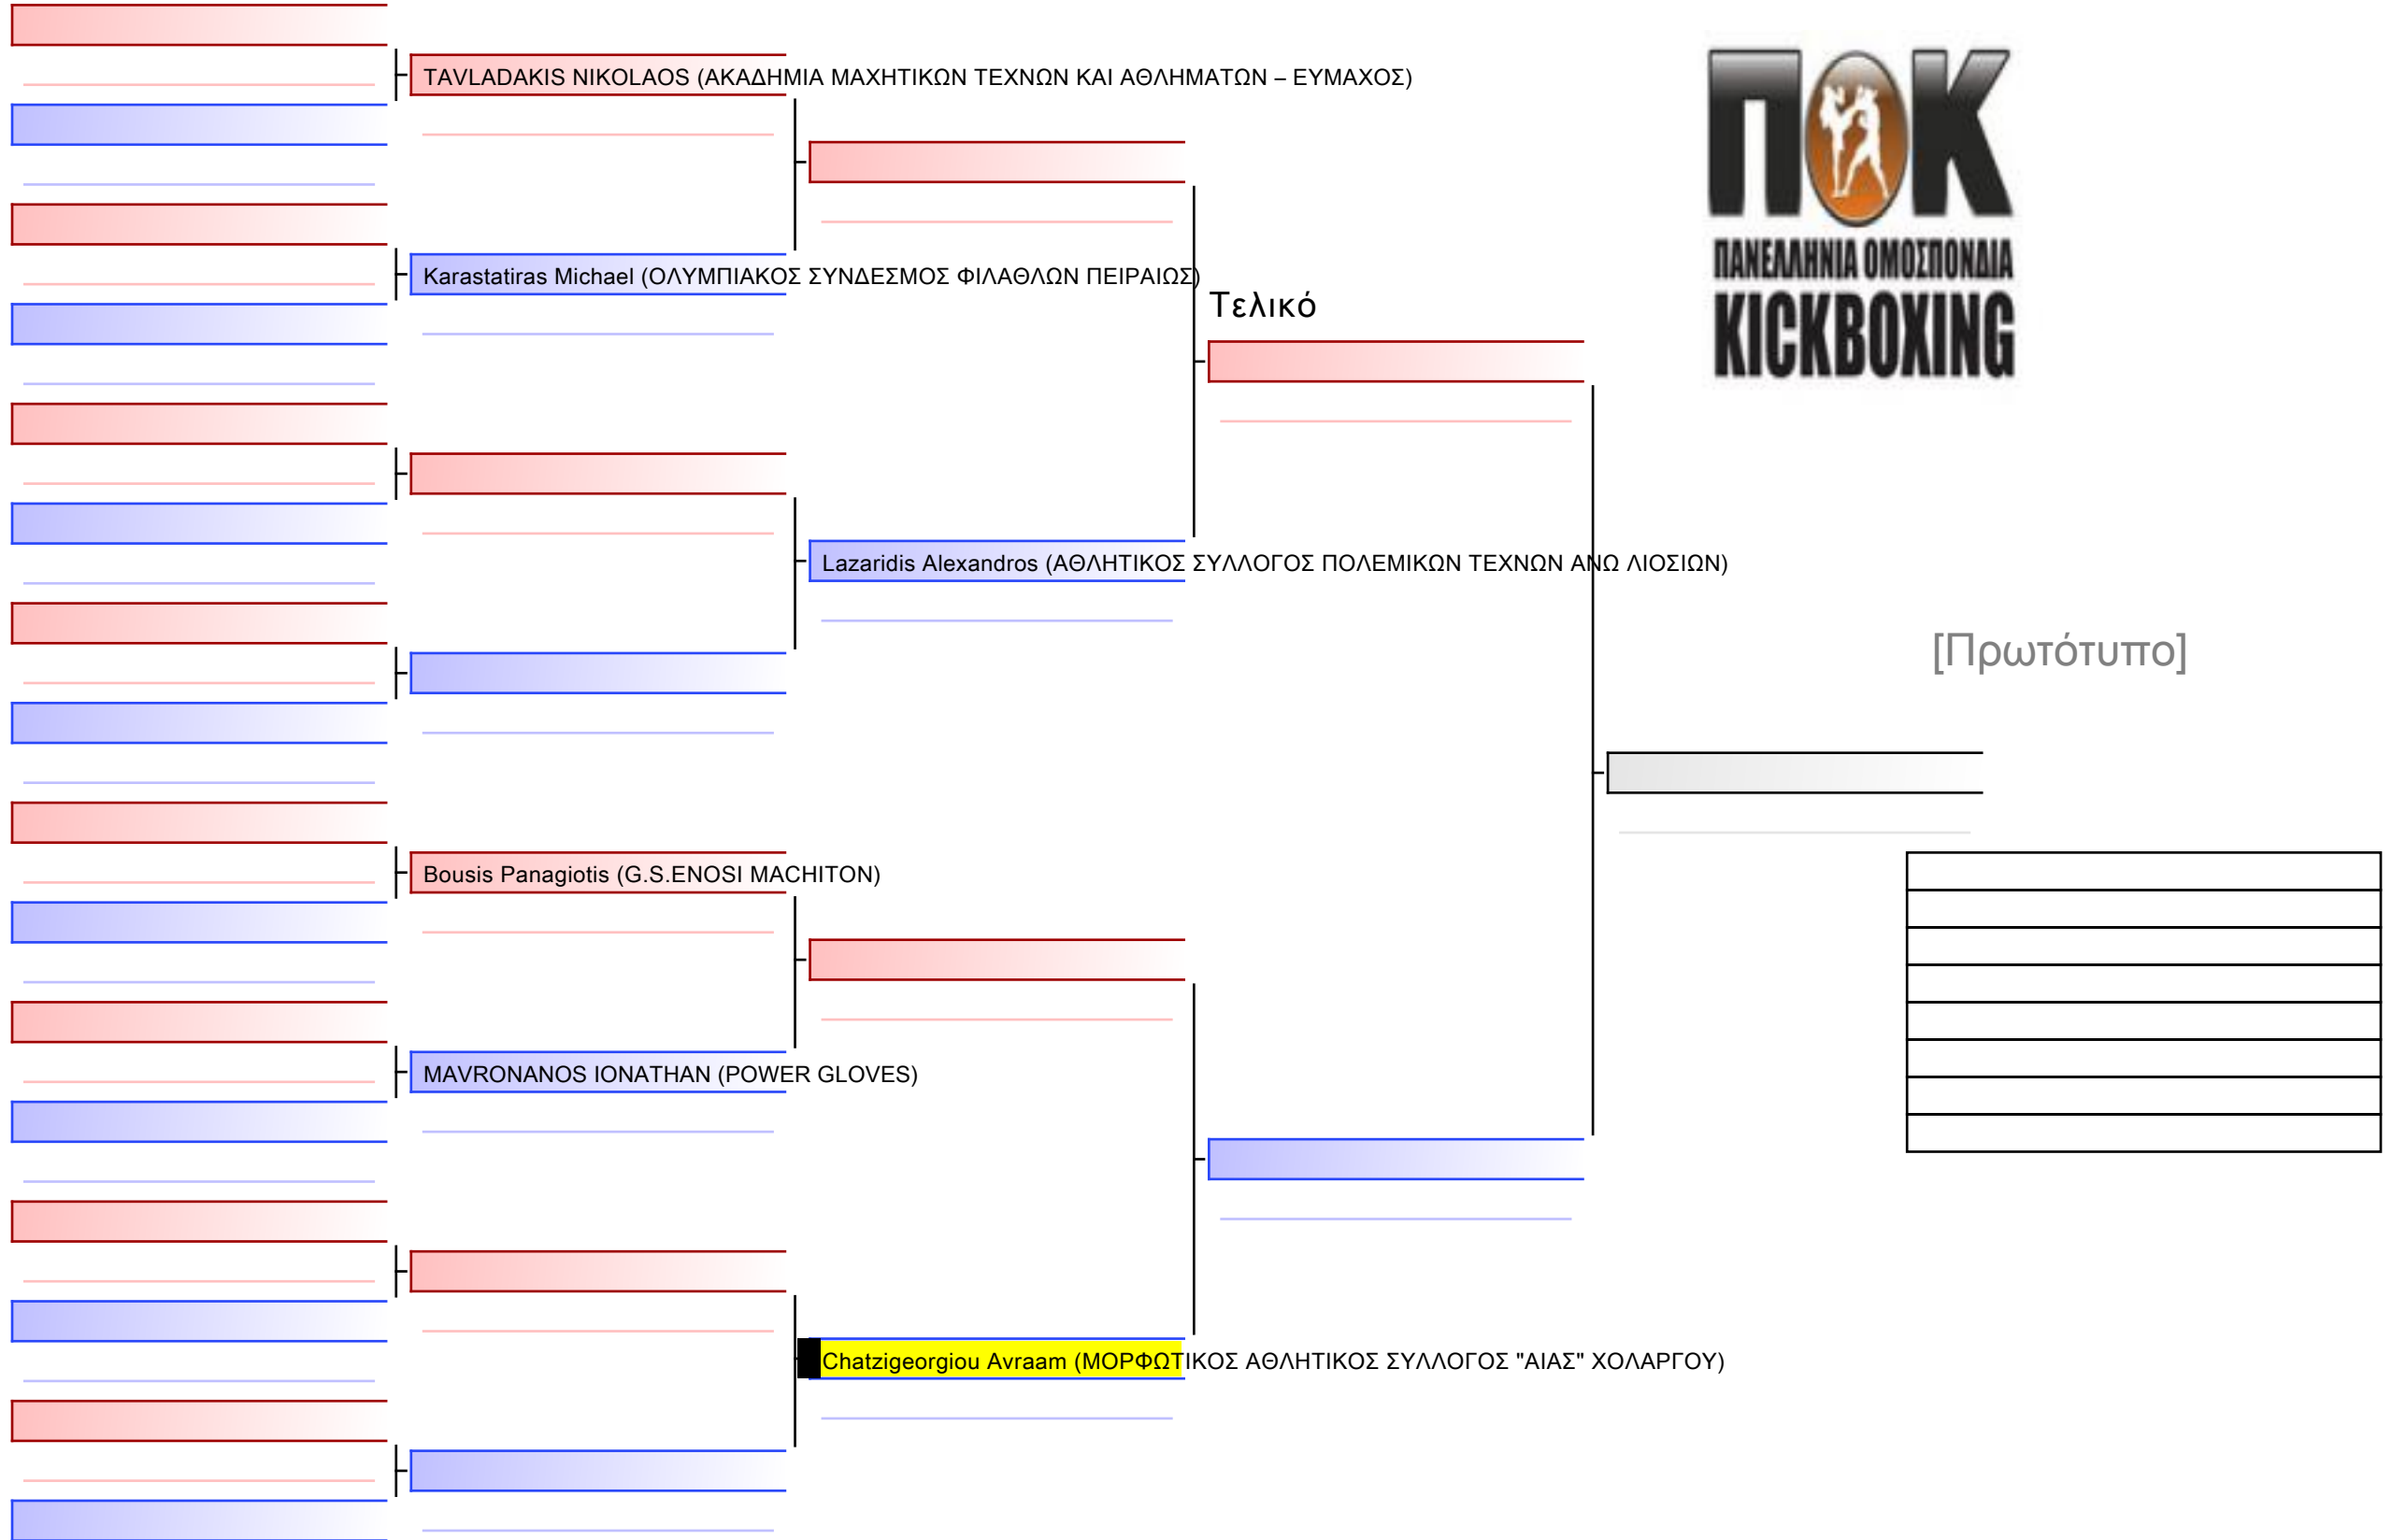 TAVLADAKIS NIKOLAOS (ΑΚΑΔΗΜΙΑ ΜΑΧΗΤΙΚΩΝ ΤΕΧΝΩΝ ΚΑΙ ΑΘΛΗΜΑΤΩΝ – ΕΥΜΑΧΟΣ)
ΠΟΚ
ΠΑΝΕΛΛΗΝΙΑ ΟΜΟΣΠΟΝΔΙΑ
KICKBOXING
Karastatiras Michael (ΟΛΥΜΠΙΑΚΟΣ ΣΥΝΔΕΣΜΟΣ ΦΙΛΑΘΛΩΝ ΠΕΙΡΑΙΩΣ)
Τελικό
Lazaridis Alexandros (ΑΘΛΗΤΙΚΟΣ ΣΥΛΛΟΓΟΣ ΠΟΛΕΜΙΚΩΝ ΤΕΧΝΩΝ ΑΝΩ ΛΙΟΣΙΩΝ)
[Πρωτότυπο]
Bousis Panagiotis (G.S.ENOSI MACHITON)
MAVRONANOS IONATHAN (POWER GLOVES)
Chatzigeorgiou Avraam (ΜΟΡΦΩΤΙΚΟΣ ΑΘΛΗΤΙΚΟΣ ΣΥΛΛΟΓΟΣ "ΑΙΑΣ" ΧΟΛΑΡΓΟΥ)